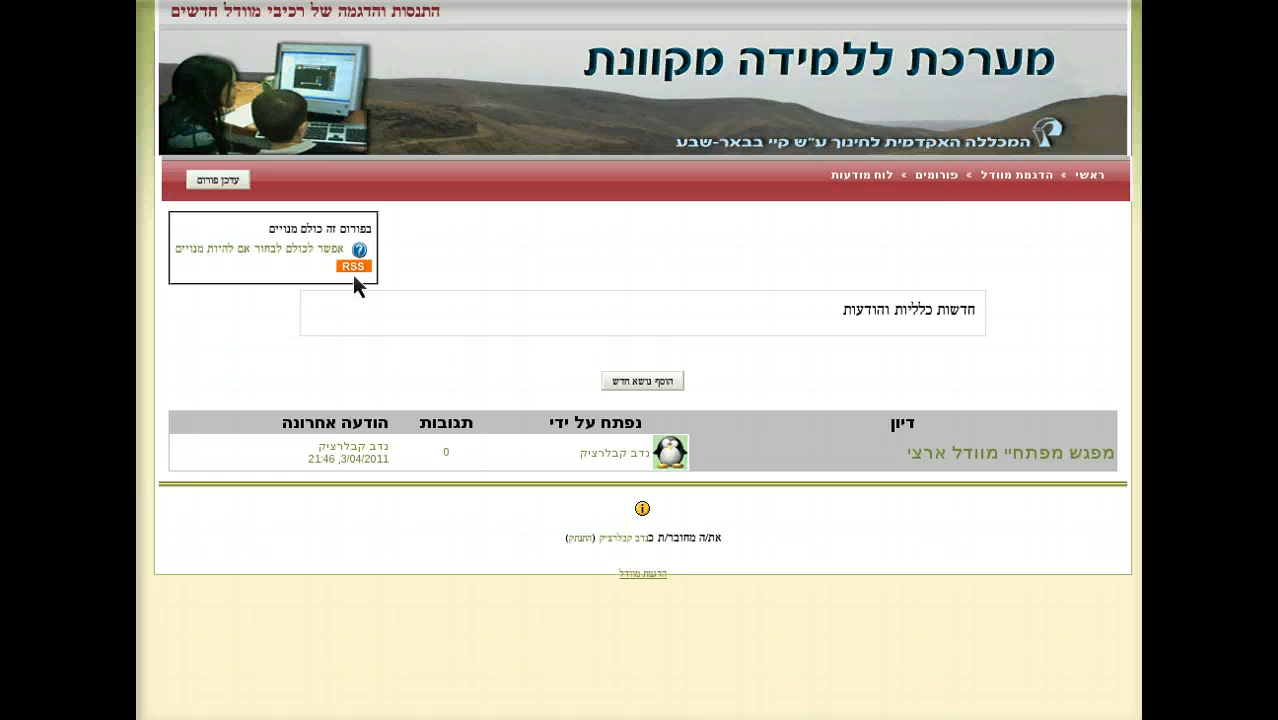 התנסות והדגמה של רכיבי מוודל חדשים
מערכת ללמידה מקוונת
המכללה האקדמית לחינוך ע"ש קיי בבאר-שבע
ראשי » הדגמת מוודל » פורומים » לוח מודעות
עדכן פורום
בפורום זה כולם מנויים
אפשר לכולם לבחור אם להיות מנויים
RSS
חדשות כלליות והודעות
הוסף נושא חדש
דיון נפתח על ידי תגובות הודעה אחרונה
מפגש מפתחיי מוודל ארצי נדב קבלרציק 0 נדב קבלרציק
3/04/2011, 21:46
את/ה מחובר/ת כנדב קבלרציק (התנתק)
הדגמת מוודל